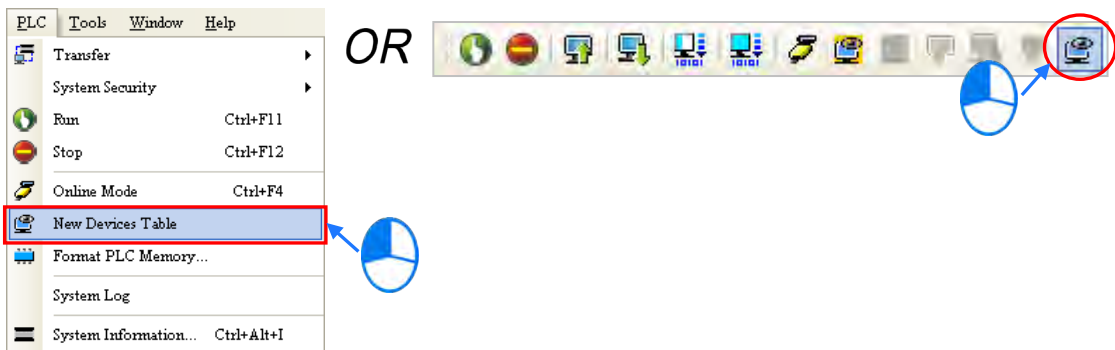 PLC Tools Window Help
Transfer
System Security
Run Ctrl+F11
Stop Ctrl+F12
Online Mode Ctrl+F4
New Devices Table
Format PLC Memory...
System Log
System Information... Ctrl+Alt+I
OR